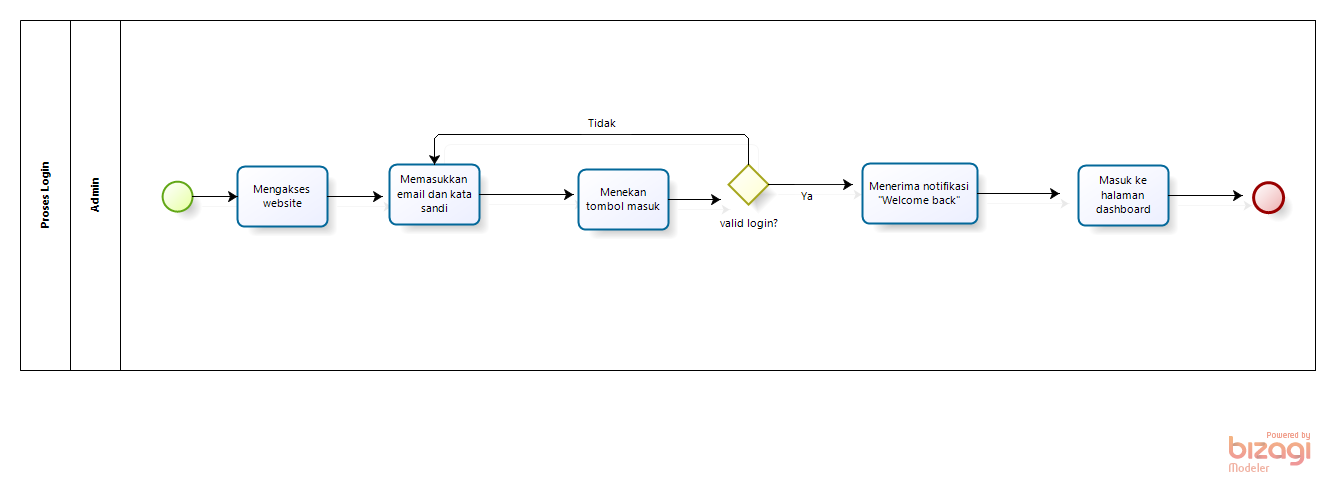 Proses Login
Admin
Mengakses
website
Memasukkan
email dan kata
sandi
Menekan
tombol masuk
Tidak
valid login?
Ya
Menerima notifikasi
"Welcome back"
Masuk ke
halaman
dashboard
Powered by
bizagi
Modeler